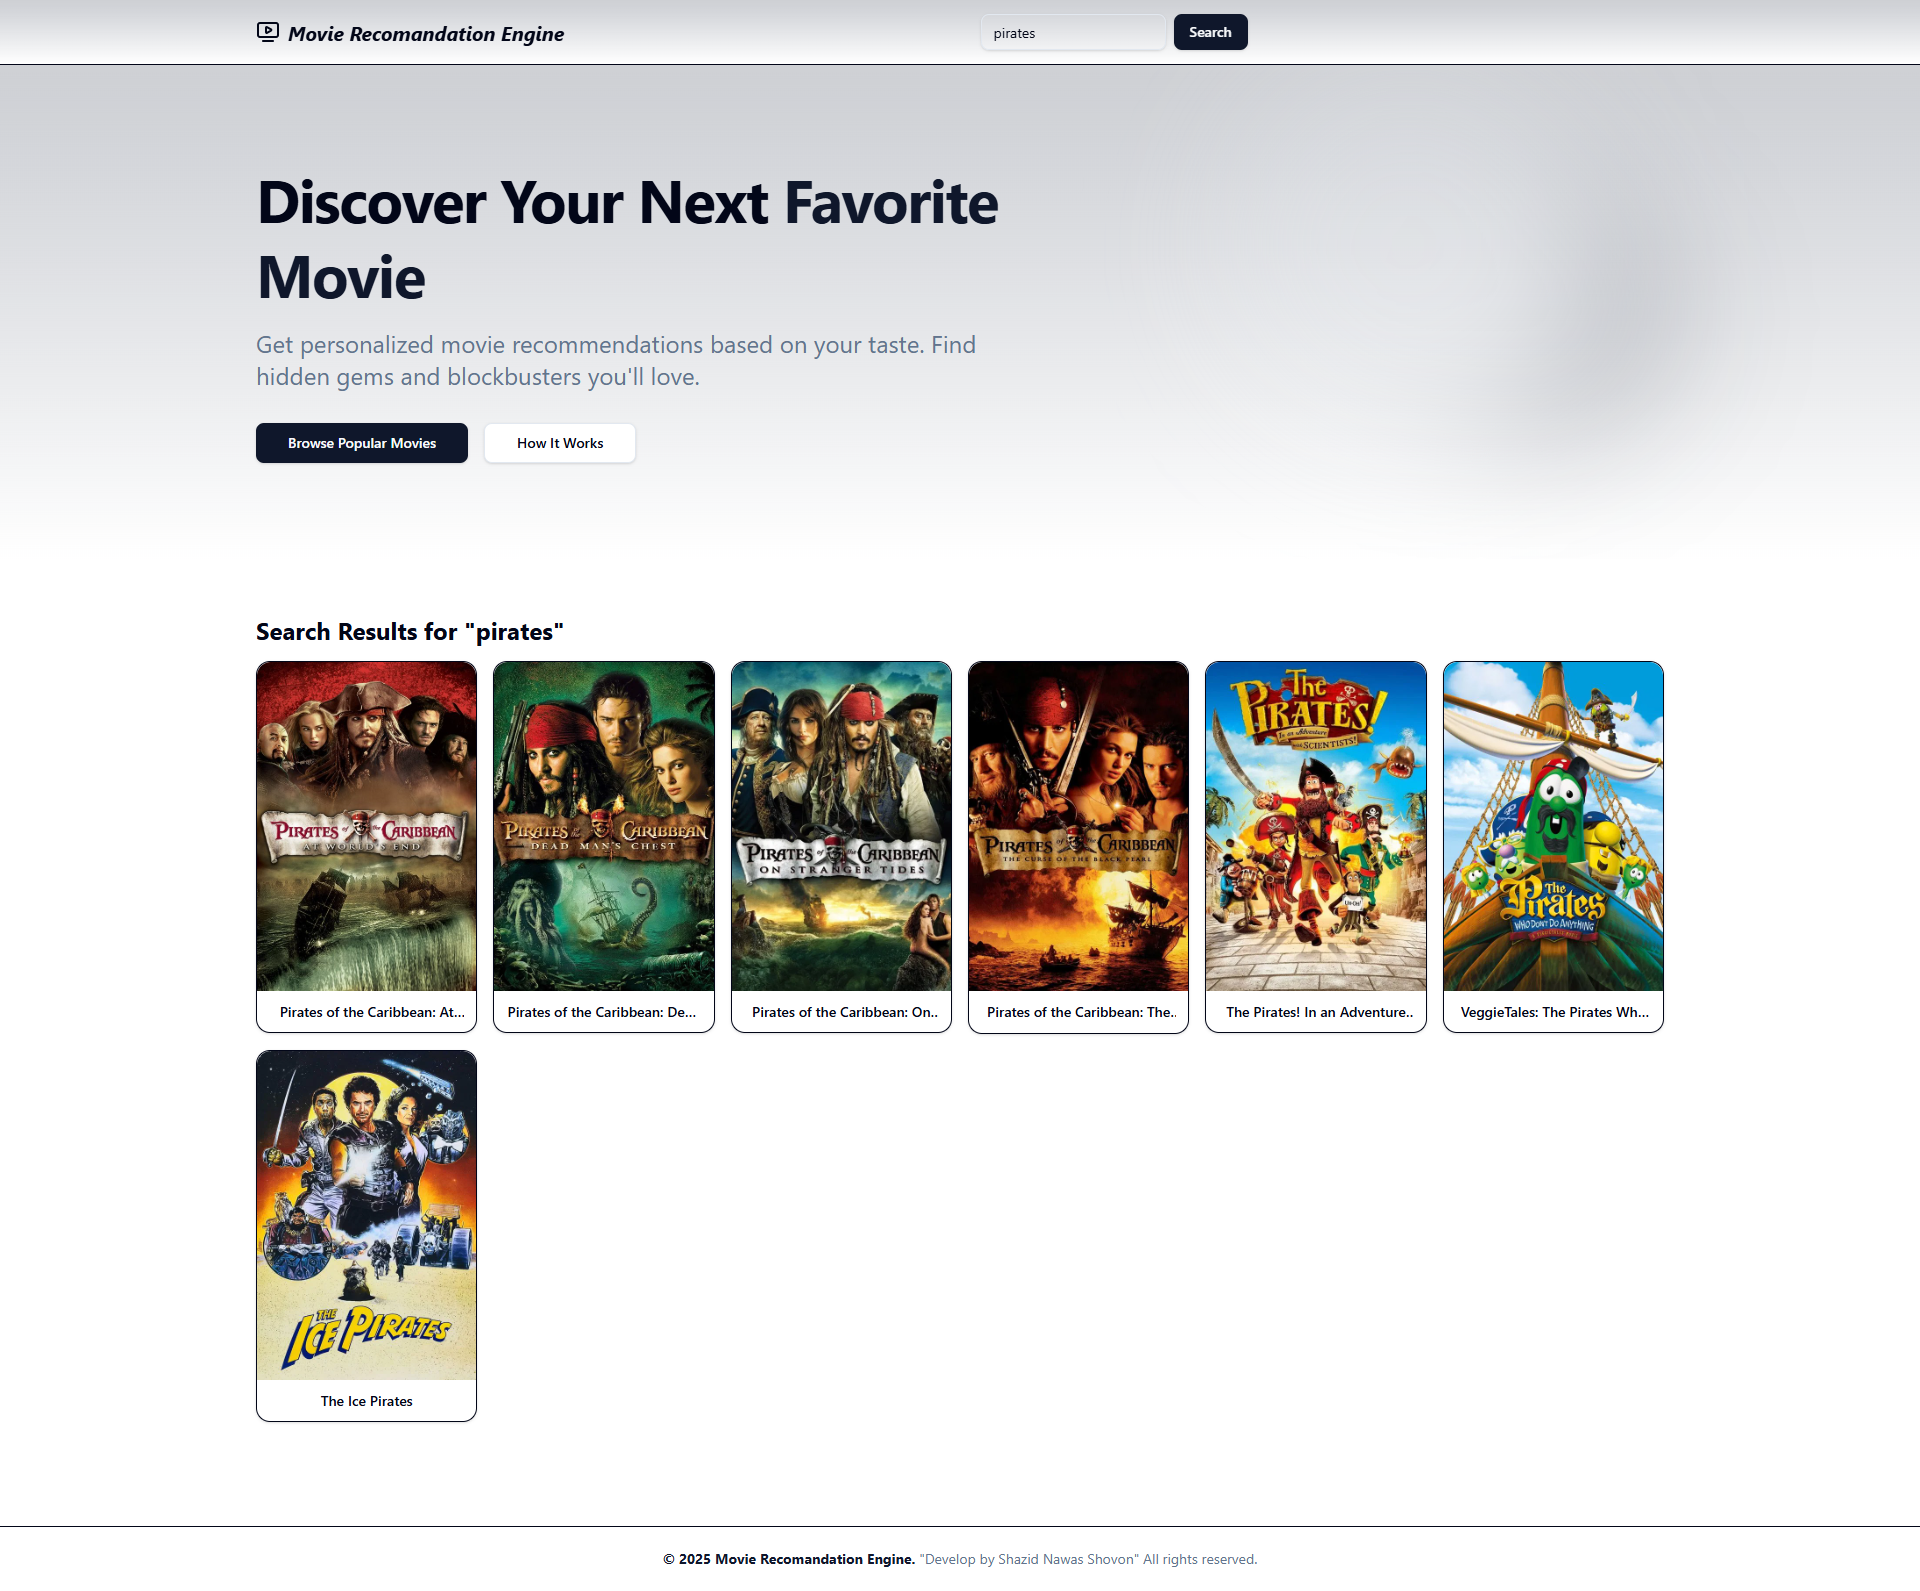 Movie Recomandation Engine
pirates
Search
Discover Your Next Favorite
Movie
Get personalized movie recommendations based on your taste. Find
hidden gems and blockbusters you'll love.
Browse Popular Movies
How It Works
Search Results for "pirates"
PIRATES of the CARIBBEAN
AT WORLD'S END
Pirates of the Caribbean: At...
PIRATES of the CARIBBEAN
DEAD MAN'S CHEST
Pirates of the Caribbean: De...
PIRATES of the CARIBBEAN
ON STRANGER TIDES
Pirates of the Caribbean: On..
PIRATES of the CARIBBEAN
THE CURSE OF THE BLACK PEARL
Pirates of the Caribbean: The..
The
PIRATES!
In an Adventure
with SCIENTISTS!
UH-OH!
The Pirates! In an Adventure..
The
Pirates
WHO DON'T DO ANYTHING
VeggieTales: The Pirates Wh...
THE
ICE PIRATES
The Ice Pirates
© 2025 Movie Recomandation Engine. "Develop by Shazid Nawas Shovon" All rights reserved.